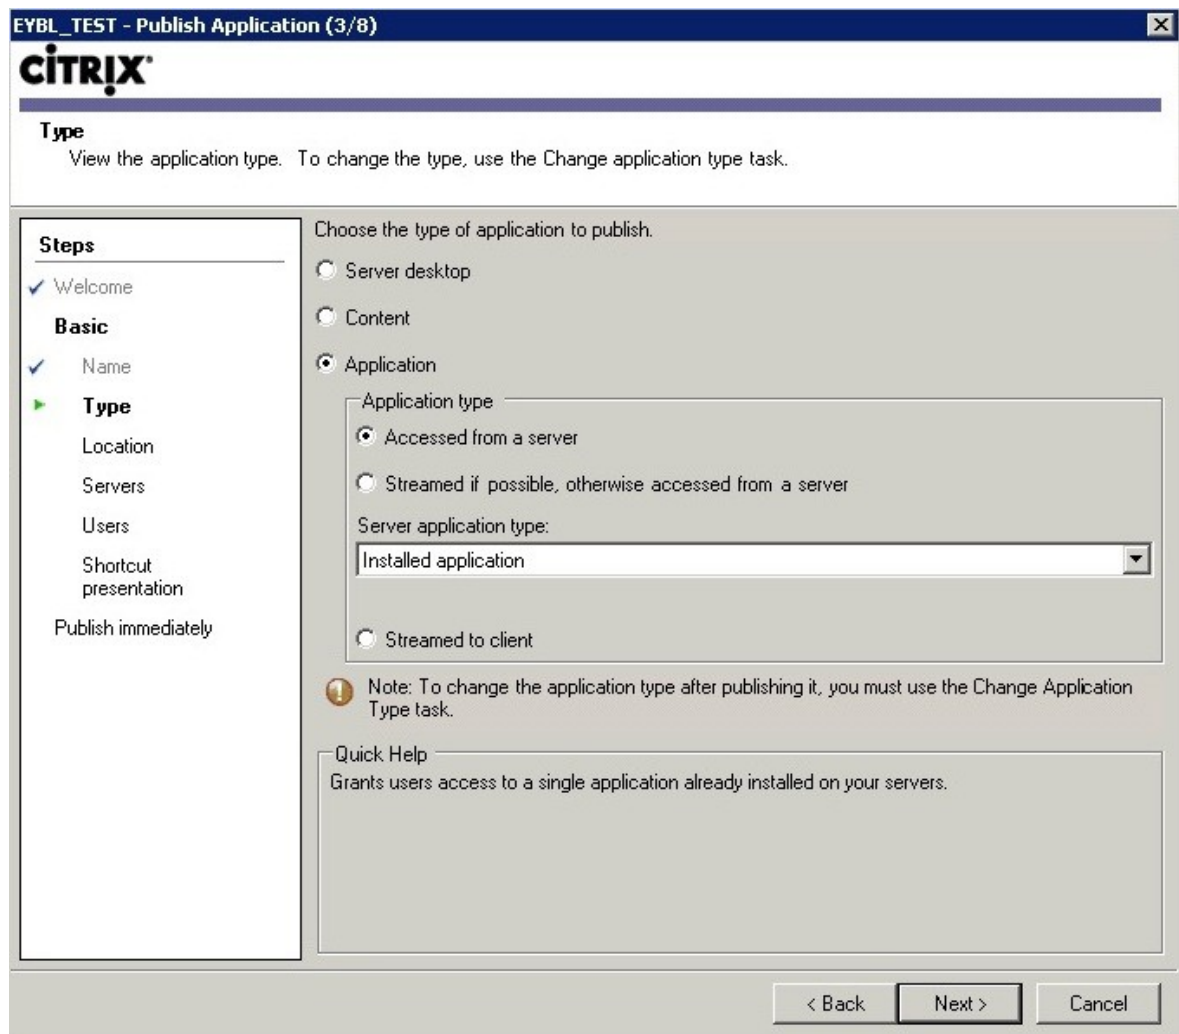 EYBL_TEST - Publish Application (3/8)
CITRIX
Type
View the application type. To change the type, use the Change application type task.
Steps
Welcome
Basic
Name
Type
Location
Servers
Users
Shortcut
presentation
Publish immediately
Choose the type of application to publish.
Server desktop
Content
Application
Application type
Accessed from a server
Streamed if possible, otherwise accessed from a server
Server application type:
Installed application
Streamed to client
Note: To change the application type after publishing it, you must use the Change Application
Type task.
Quick Help
Grants users access to a single application already installed on your servers.
< Back
Next >
Cancel